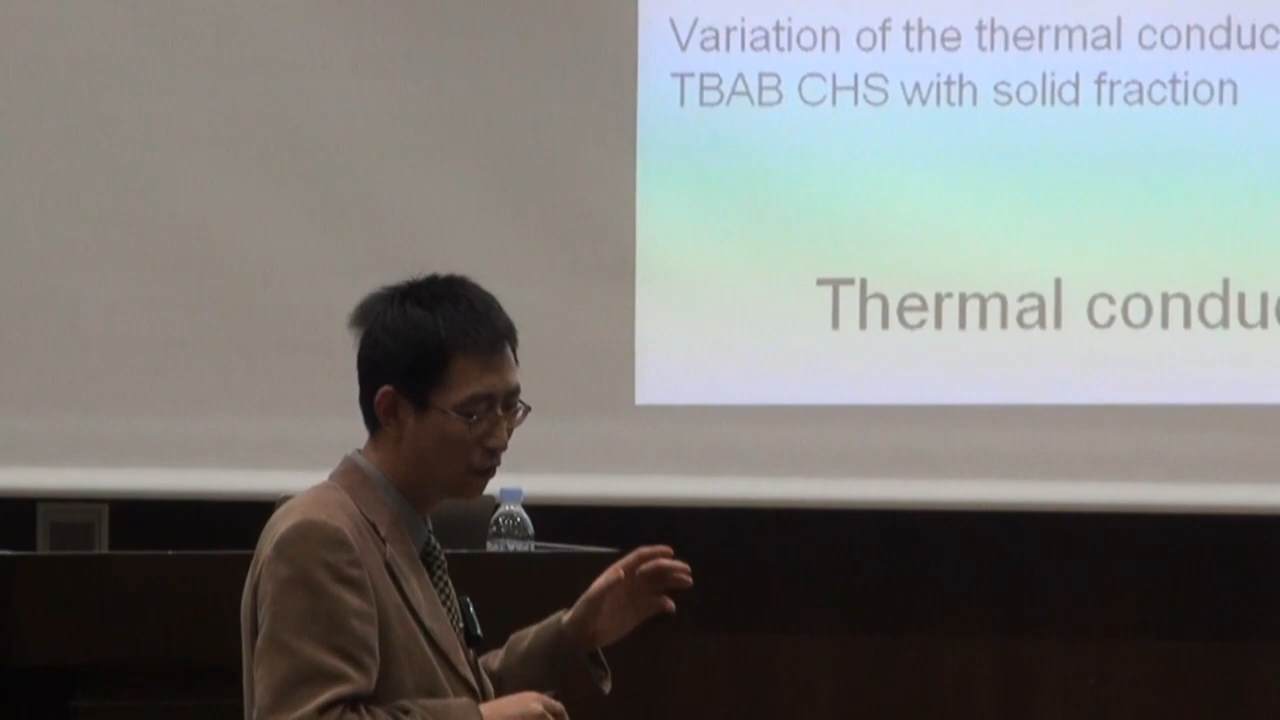 Variation of the thermal conduc
TBAB CHS with solid fraction
Thermal conduc